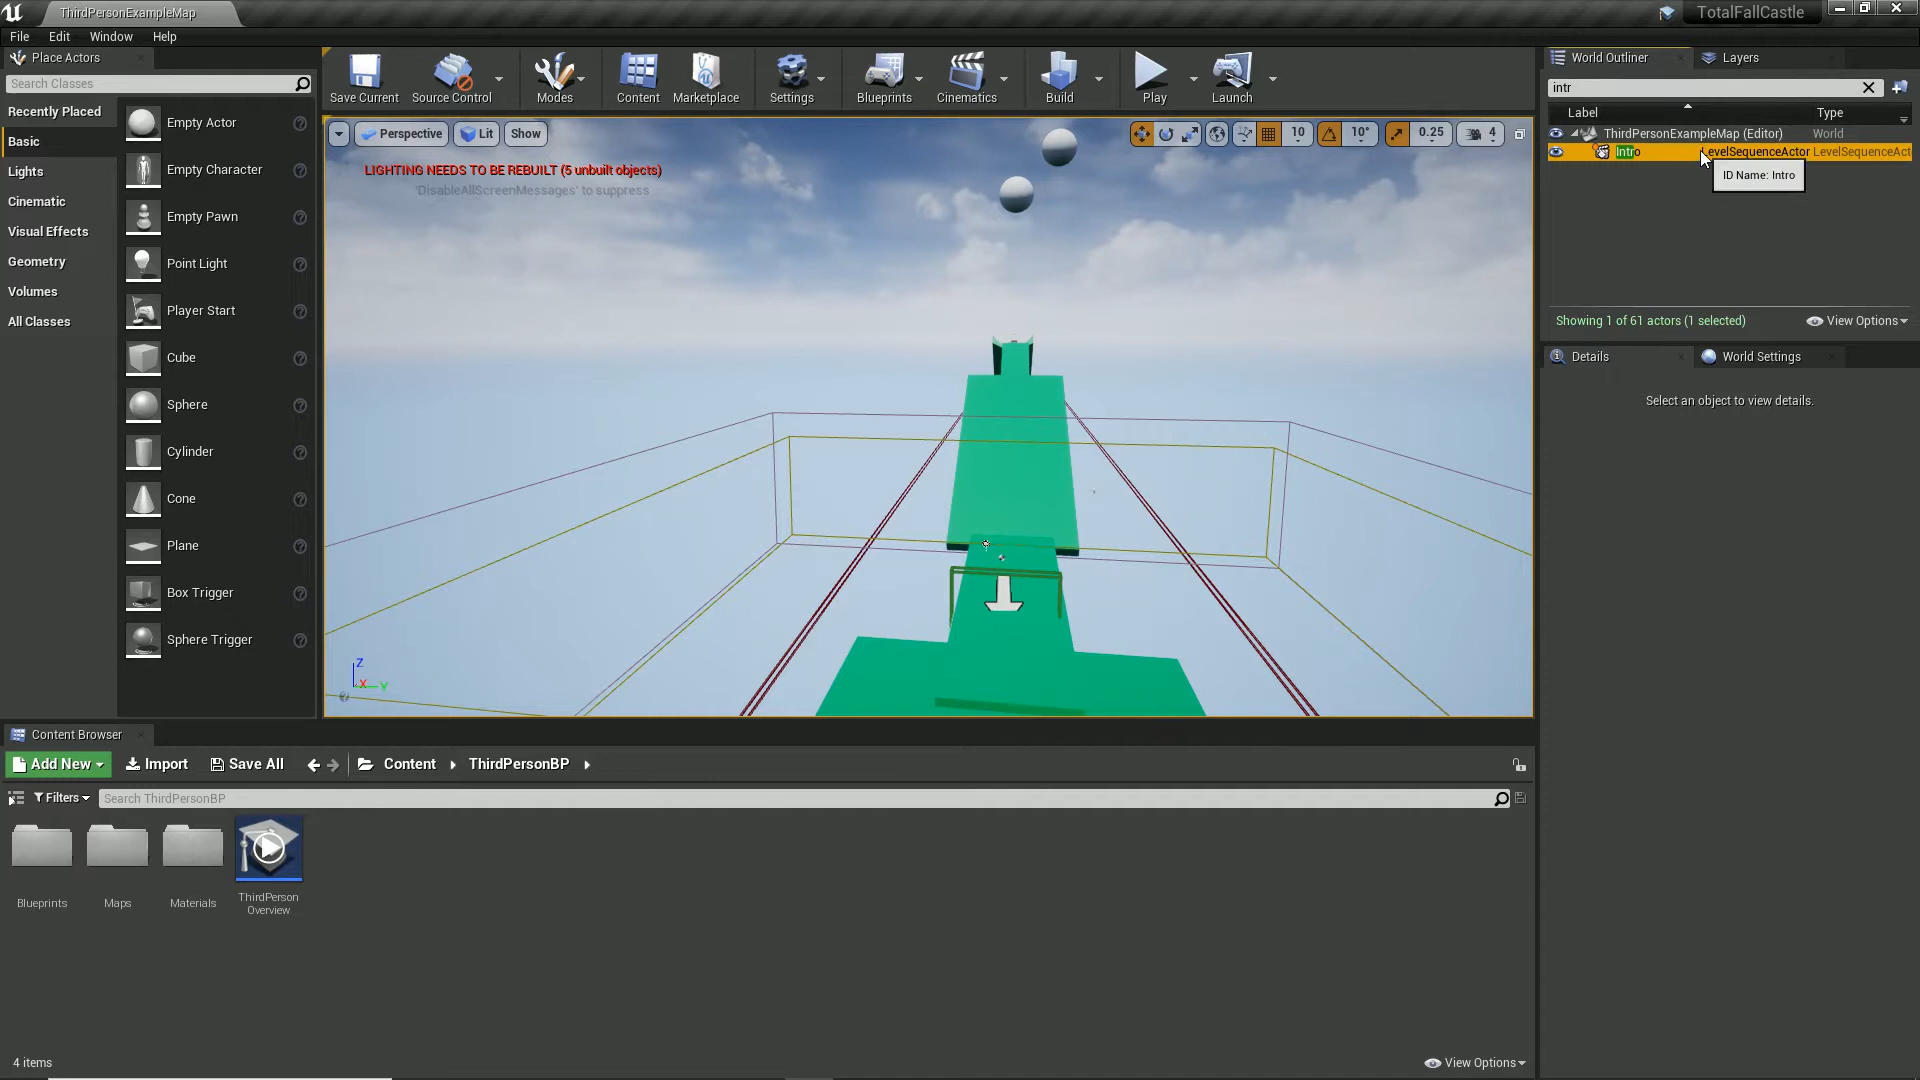 ThirdPersonExampleMap
TotalFallCastle
File Edit Window Help
Place Actors
Search Classes
Recently Placed
Basic
Lights
Cinematic
Visual Effects
Geometry
Volumes
All Classes
Empty Actor
Empty Character
Empty Pawn
Point Light
Player Start
Cube
Sphere
Cylinder
Cone
Plane
Box Trigger
Sphere Trigger
Save Current
Source Control
Modes
Content
Marketplace
Settings
Blueprints
Cinematics
Build
Play
Launch
Perspective
Lit
Show
10
10°
0.25
4
LIGHTING NEEDS TO BE REBUILT (5 unbuilt objects)
'DisableAllScreenMessages' to suppress
Z
X
Y
World Outliner
Layers
intr
Label
Type
ThirdPersonExampleMap (Editor) World
Intro LevelSequenceActor LevelSequenceAct
ID Name: Intro
Showing 1 of 61 actors (1 selected)
View Options
Details
World Settings
Select an object to view details.
Content Browser
Add New
Import
Save All
Content
ThirdPersonBP
Filters
Search ThirdPersonBP
Blueprints
Maps
Materials
ThirdPerson
Overview
4 items
View Options